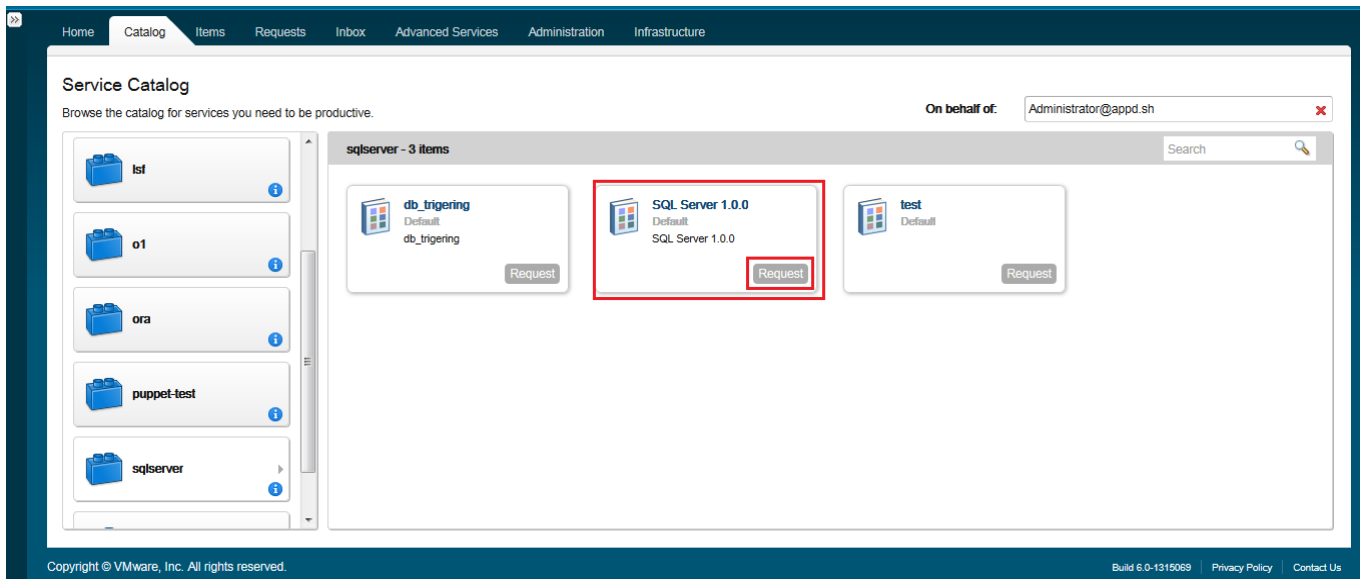 Home Catalog Items Requests Inbox Advanced Services Administration Infrastructure
Service Catalog
Browse the catalog for services you need to be productive.
On behalf of: Administrator@appd.sh
lsf
o1
ora
puppet-test
sqlserver
sqlserver - 3 items
Search
db_trigering
Default
db_trigering
Request
SQL Server 1.0.0
Default
SQL Server 1.0.0
Request
test
Default
Request
Copyright © VMware, Inc. All rights reserved.
Build 6.0-1315069 Privacy Policy Contact Us